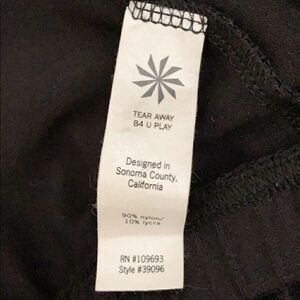 TEAR AWAY
B4 U PLAY
Designed in
Sonoma County,
California
90% nylon/
10% lycra
RN #109693
Style #39096